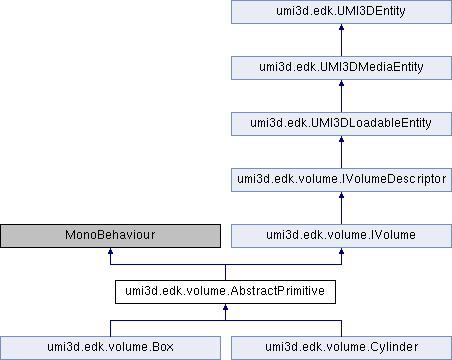 umi3d.edk.UMI3DEntity
umi3d.edk.UMI3DMediaEntity
umi3d.edk.UMI3DLoadableEntity
umi3d.edk.volume.IVolumeDescriptor
MonoBehaviour
umi3d.edk.volume.IVolume
umi3d.edk.volume.AbstractPrimitive
umi3d.edk.volume.Box
umi3d.edk.volume.Cylinder